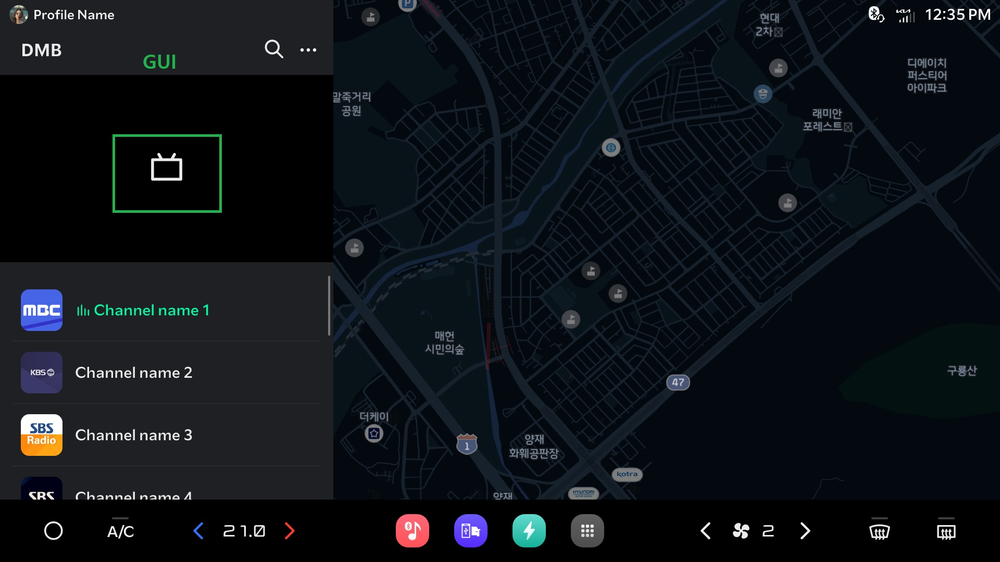 Profile Name
12:35 PM
DMB
GUI
MBC
Channel name 1
KBS
Channel name 2
SBS
Radio
Channel name 3
SBS
Channel name 4
P
현대
2차
디에이치
퍼스티어
아이파크
말죽거리
공원
래미안
포레스트
매헌
시민의숲
47
구룡산
더케이
1
양재
화훼공판장
kotra
HYUNDAI
MOTOR GROUP
양재
A/C
21.0
2